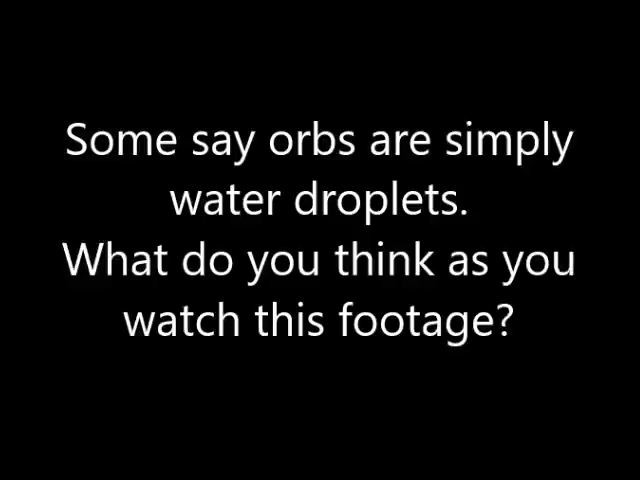 Some say orbs are simply
water droplets.
What do you think as you
watch this footage?